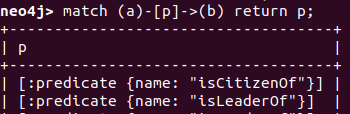 neo4j> match (a)-[p]->(b) return p;
+-----------------------------------+
| p                                 |
+-----------------------------------+
| [:predicate {name: "isCitizenOf"}] |
| [:predicate {name: "isLeaderOf"}]  |